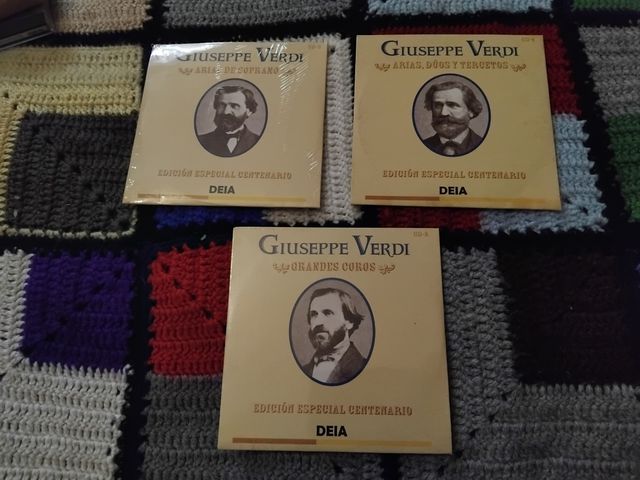 GIUSEPPE VERDI
ARIAS DE SOPRANO
EDICIÓN ESPECIAL CENTENARIO
DEIA
GIUSEPPE VERDI
ARIAS, DÚOS Y TERCETOS
EDICIÓN ESPECIAL CENTENARIO
DEIA
GIUSEPPE VERDI
GRANDES COROS
EDICIÓN ESPECIAL CENTENARIO
DEIA